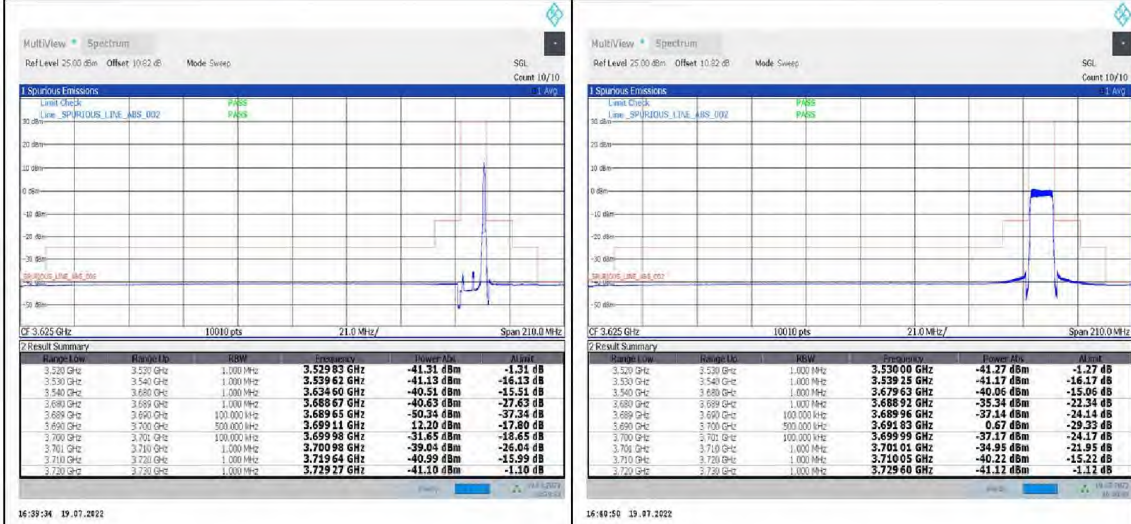 MultiView Spectrum
Ref Level 25.00 dBm Offset 10.82 dB Mode Sweep SGL
Count 10/10
1 Spurious Emissions 1 Avg
Limit Check PASS
Line _SPURIOUS_LINE_ABS_002 PASS
30 dBm
20 dBm
10 dBm
0 dBm
-10 dBm
-20 dBm
-30 dBm
_SPURIOUS_LINE_ABS_002
-50 dBm
CF 3.625 GHz 10010 pts 21.0 MHz/ Span 210.0 MHz
2 Result Summary
Range Low Range Up RBW Frequency Power Abs ΔLimit
3.520 GHz 3.530 GHz 1.000 MHz 3.52983 GHz -41.31 dBm -1.31 dB
3.530 GHz 3.540 GHz 1.000 MHz 3.53962 GHz -41.13 dBm -16.13 dB
3.540 GHz 3.680 GHz 1.000 MHz 3.63460 GHz -40.51 dBm -15.51 dB
3.680 GHz 3.689 GHz 1.000 MHz 3.68867 GHz -40.63 dBm -27.63 dB
3.689 GHz 3.690 GHz 100.000 kHz 3.68965 GHz -50.34 dBm -37.34 dB
3.690 GHz 3.700 GHz 500.000 kHz 3.69911 GHz 12.20 dBm -17.80 dB
3.700 GHz 3.701 GHz 100.000 kHz 3.69998 GHz -31.65 dBm -18.65 dB
3.701 GHz 3.710 GHz 1.000 MHz 3.70098 GHz -39.04 dBm -26.04 dB
3.710 GHz 3.720 GHz 1.000 MHz 3.71964 GHz -40.99 dBm -15.99 dB
3.720 GHz 3.730 GHz 1.000 MHz 3.72927 GHz -41.10 dBm -1.10 dB
16:39:34 19.07.2022
MultiView Spectrum
Ref Level 25.00 dBm Offset 10.82 dB Mode Sweep SGL
Count 10/10
1 Spurious Emissions 1 Avg
Limit Check PASS
Line _SPURIOUS_LINE_ABS_002 PASS
30 dBm
20 dBm
10 dBm
0 dBm
-10 dBm
-20 dBm
-30 dBm
_SPURIOUS_LINE_ABS_002
-50 dBm
CF 3.625 GHz 10010 pts 21.0 MHz/ Span 210.0 MHz
2 Result Summary
Range Low Range Up RBW Frequency Power Abs ΔLimit
3.520 GHz 3.530 GHz 1.000 MHz 3.53000 GHz -41.27 dBm -1.27 dB
3.530 GHz 3.540 GHz 1.000 MHz 3.53925 GHz -41.17 dBm -16.17 dB
3.540 GHz 3.680 GHz 1.000 MHz 3.67963 GHz -40.06 dBm -15.06 dB
3.680 GHz 3.689 GHz 1.000 MHz 3.68892 GHz -35.34 dBm -22.34 dB
3.689 GHz 3.690 GHz 100.000 kHz 3.68996 GHz -37.14 dBm -24.14 dB
3.690 GHz 3.700 GHz 500.000 kHz 3.69183 GHz 0.67 dBm -29.33 dB
3.700 GHz 3.701 GHz 100.000 kHz 3.69999 GHz -37.17 dBm -24.17 dB
3.701 GHz 3.710 GHz 1.000 MHz 3.70101 GHz -34.95 dBm -21.95 dB
3.710 GHz 3.720 GHz 1.000 MHz 3.71005 GHz -40.22 dBm -15.22 dB
3.720 GHz 3.730 GHz 1.000 MHz 3.72960 GHz -41.12 dBm -1.12 dB
16:40:50 19.07.2022